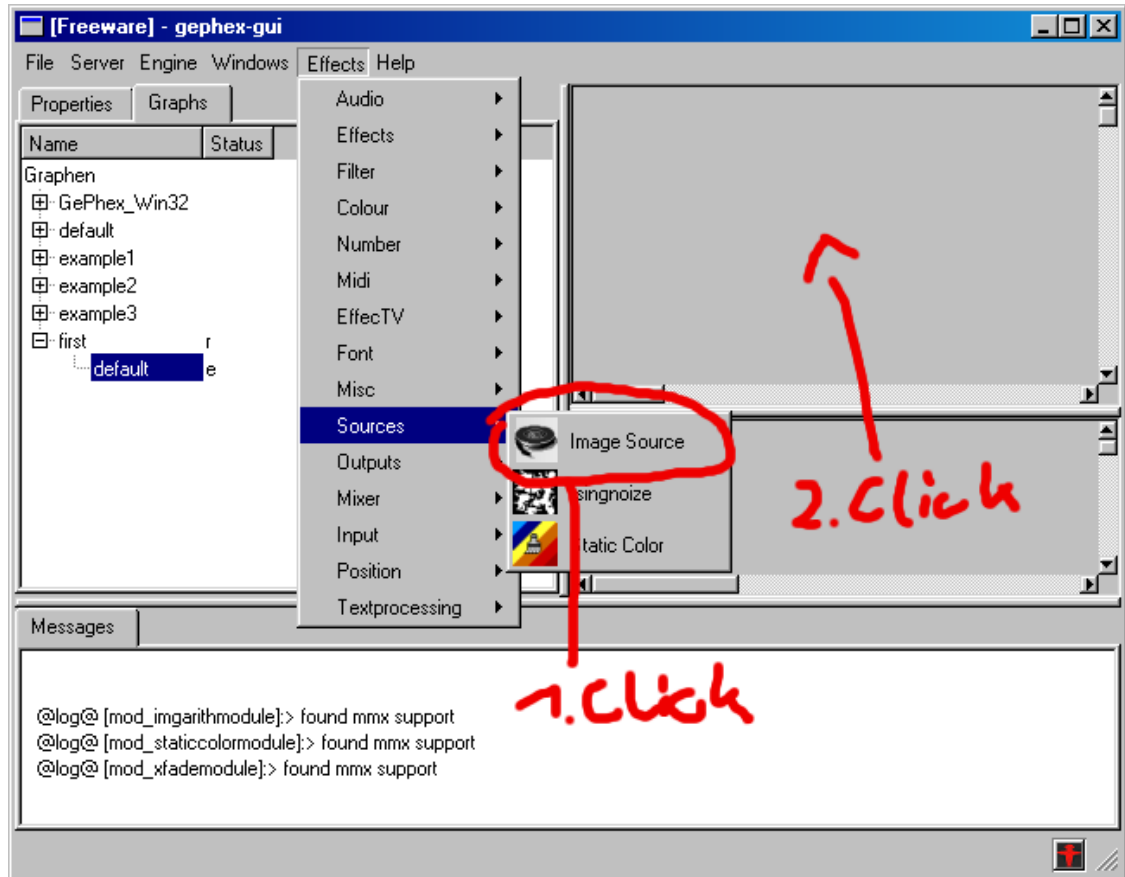 [Freeware] - gephex-gui
File Server Engine Windows Effects Help
Properties Graphs
Name Status
Graphen
GePhex_Win32
default
example1
example2
example3
first r
default e
Audio
Effects
Filter
Colour
Number
Midi
EffecTV
Font
Misc
Sources
Outputs
Mixer
Input
Position
Textprocessing
Image Source
Static Color
1.Click
2.Click
Messages
@log@ [mod_imgarithmodule]:> found mmx support
@log@ [mod_staticcolormodule]:> found mmx support
@log@ [mod_xfademodule]:> found mmx support